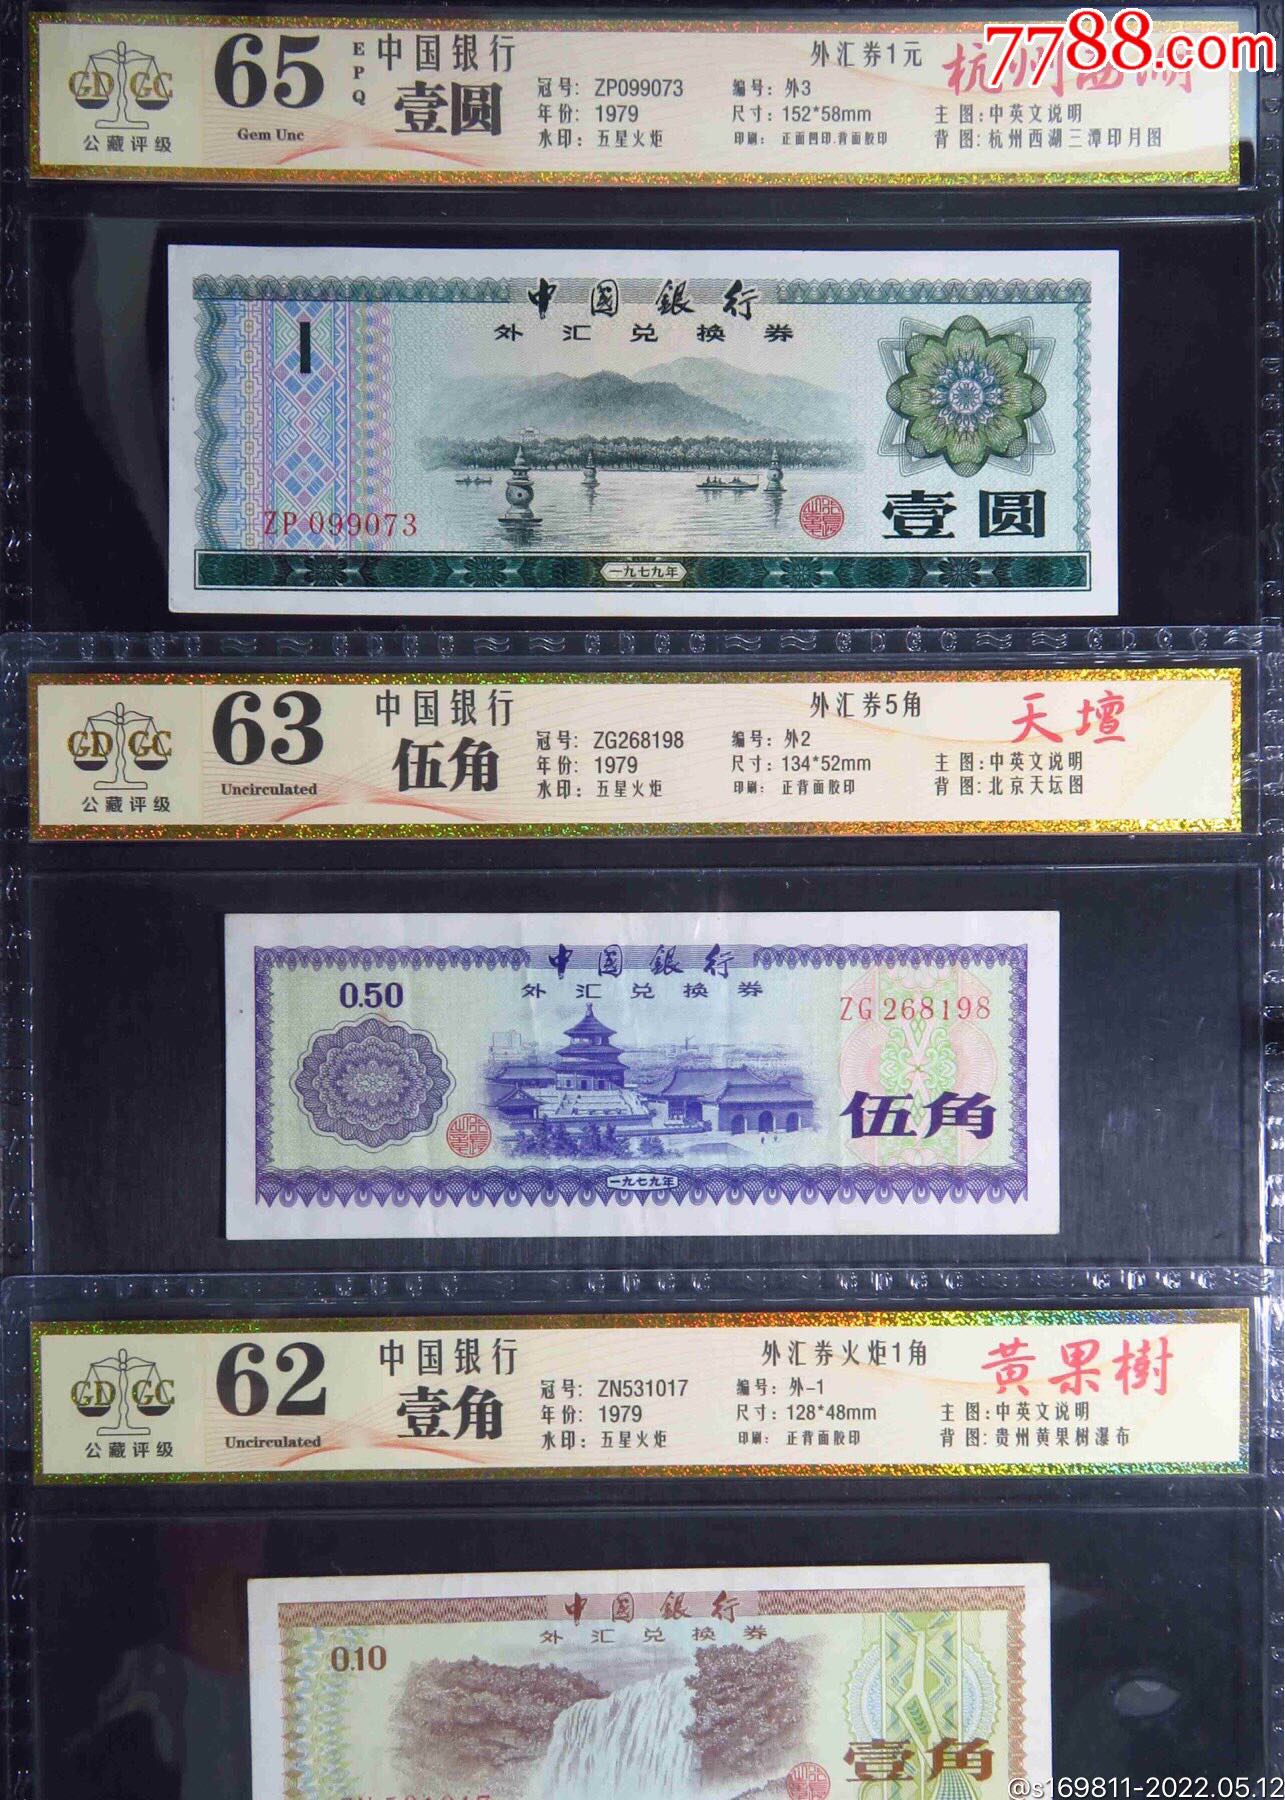 7788.com
65
EPQ
Gem Unc
GDGC
公藏评级
中国银行
壹圆
冠号: ZP099073
年份: 1979
水印: 五星火炬
外汇券1元
编号: 外3
尺寸: 152*58mm
印刷: 正面凹印.背面胶印
杭州西湖
主 图:中英文说明
背 图:杭州西湖三潭印月图
中國銀行
外汇兑换券
1
ZP 099073
壹圆
一九七九年
63
Uncirculated
GDGC
公藏评级
中国银行
伍角
冠号: ZG268198
年份: 1979
水印: 五星火炬
外汇券5角
编号: 外2
尺寸: 134*52mm
印刷: 正背面胶印
天壇
主 图:中英文说明
背 图:北京天坛图
中國銀行
外汇兑换券
0.50
ZG 268198
伍角
一九七九年
62
Uncirculated
GDGC
公藏评级
中国银行
壹角
冠号: ZN531017
年份: 1979
水印: 五星火炬
外汇券火炬1角
编号: 外-1
尺寸: 128*48mm
印刷: 正背面胶印
黄果樹
主 图:中英文说明
背 图:贵州黄果树瀑布
中國銀行
外汇兑换券
0.10
壹角
@s169811-2022.05.12